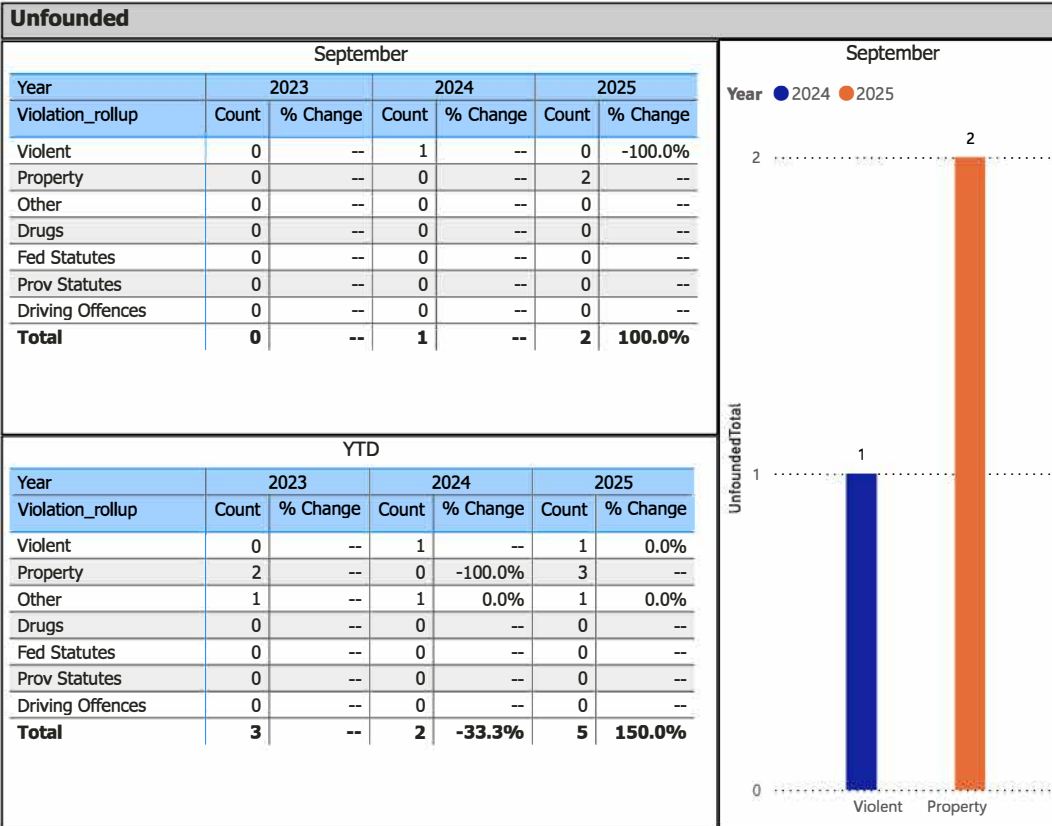 Unfounded
September
Year 2023 2024 2025
Violation_rollup Count % Change Count % Change Count % Change
Violent 0 -- 1 -- 0 -100.0%
Property 0 -- 0 -- 2 --
Other 0 -- 0 -- 0 --
Drugs 0 -- 0 -- 0 --
Fed Statutes 0 -- 0 -- 0 --
Prov Statutes 0 -- 0 -- 0 --
Driving Offences 0 -- 0 -- 0 --
Total 0 -- 1 -- 2 100.0%
YTD
Year 2023 2024 2025
Violation_rollup Count % Change Count % Change Count % Change
Violent 0 -- 1 -- 1 0.0%
Property 2 -- 0 -100.0% 3 --
Other 1 -- 1 0.0% 1 0.0%
Drugs 0 -- 0 -- 0 --
Fed Statutes 0 -- 0 -- 0 --
Prov Statutes 0 -- 0 -- 0 --
Driving Offences 0 -- 0 -- 0 --
Total 3 -- 2 -33.3% 5 150.0%
September
Year 2024 2025
2
2
UnfoundedTotal
1
1
0
Violent Property